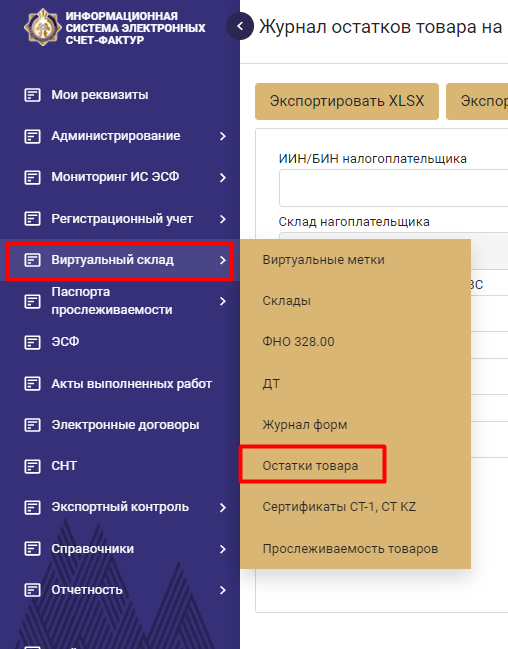 ИНФОРМАЦИОННАЯ
СИСТЕМА ЭЛЕКТРОННЫХ
СЧЕТ-ФАКТУР
Журнал остатков товара на
Мои реквизиты
Администрирование
Мониторинг ИС ЭСФ
Регистрационный учет
Виртуальный склад
Паспорта
прослеживаемости
ЭСФ
Акты выполненных работ
Электронные договоры
СНТ
Экспортный контроль
Справочники
Отчетность
Экспортировать XLSX
Экспор
ИИН/БИН налогоплательщика
Склад нагоплательщика
ВС
Виртуальные метки
Склады
ФНО 328.00
ДТ
Журнал форм
Остатки товара
Сертификаты СТ-1, СТ KZ
Прослеживаемость товаров